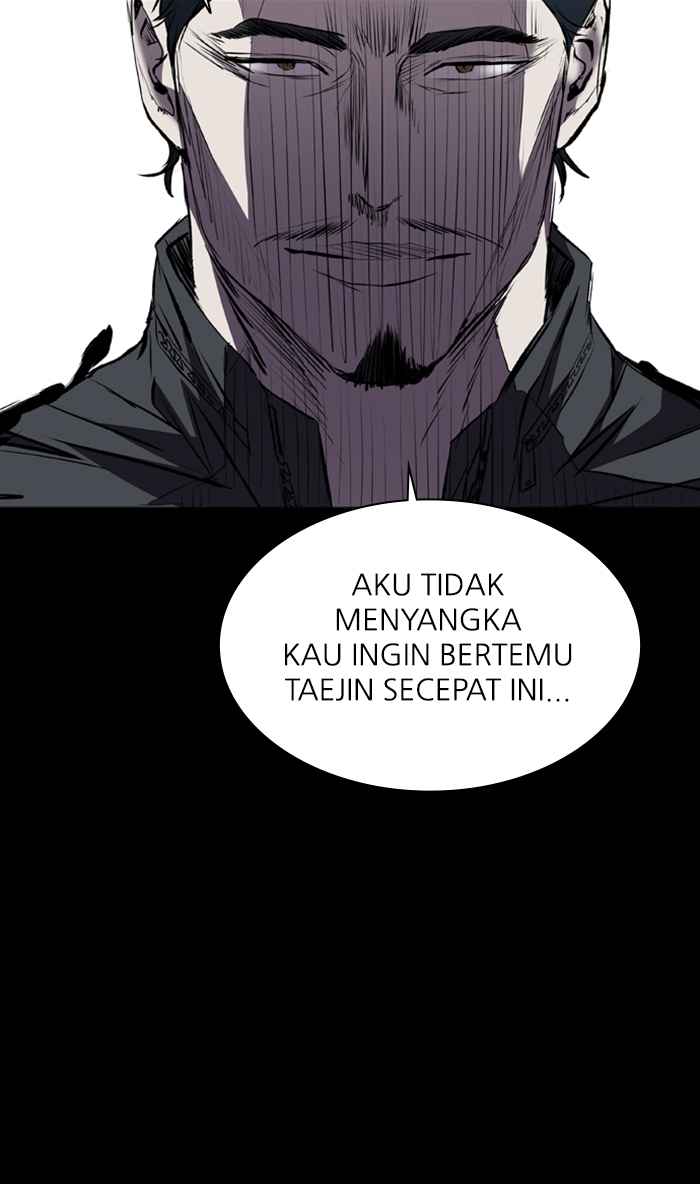 AKU TIDAK
MENYANGKA
KAU INGIN BERTEMU
TAEJIN SECEPAT INI...